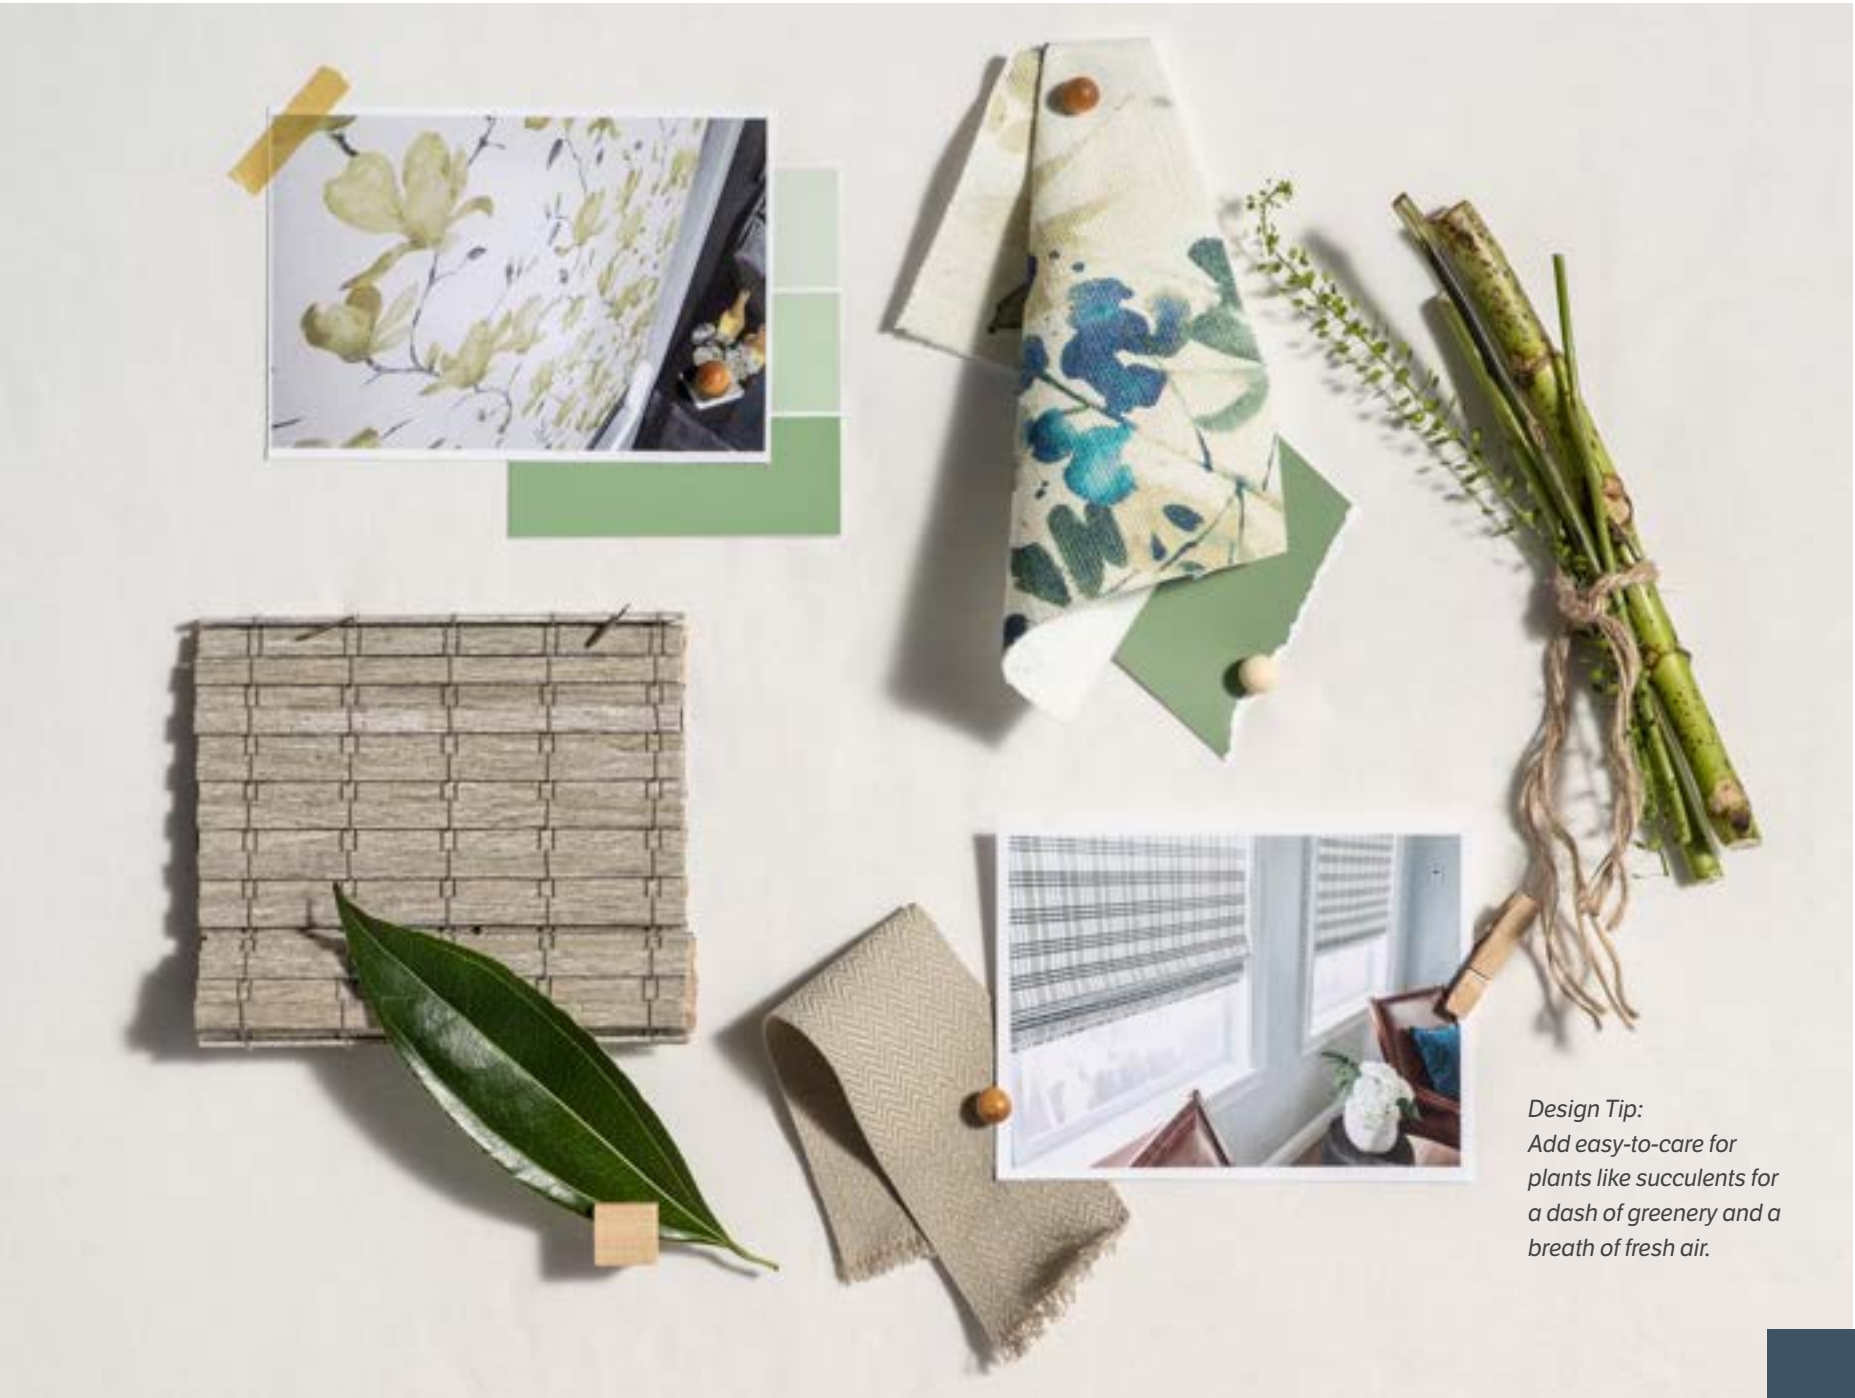 Design Tip:
Add easy-to-care for
plants like succulents for
a dash of greenery and a
breath of fresh air.